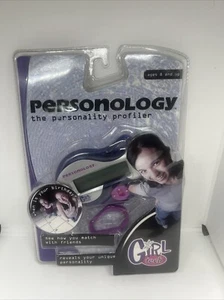 ages 8 and up
PERSONOLOGY
the personality profiler
PERSONOLOGY
see how you match
with friends
GIRL
reveals your unique
personality